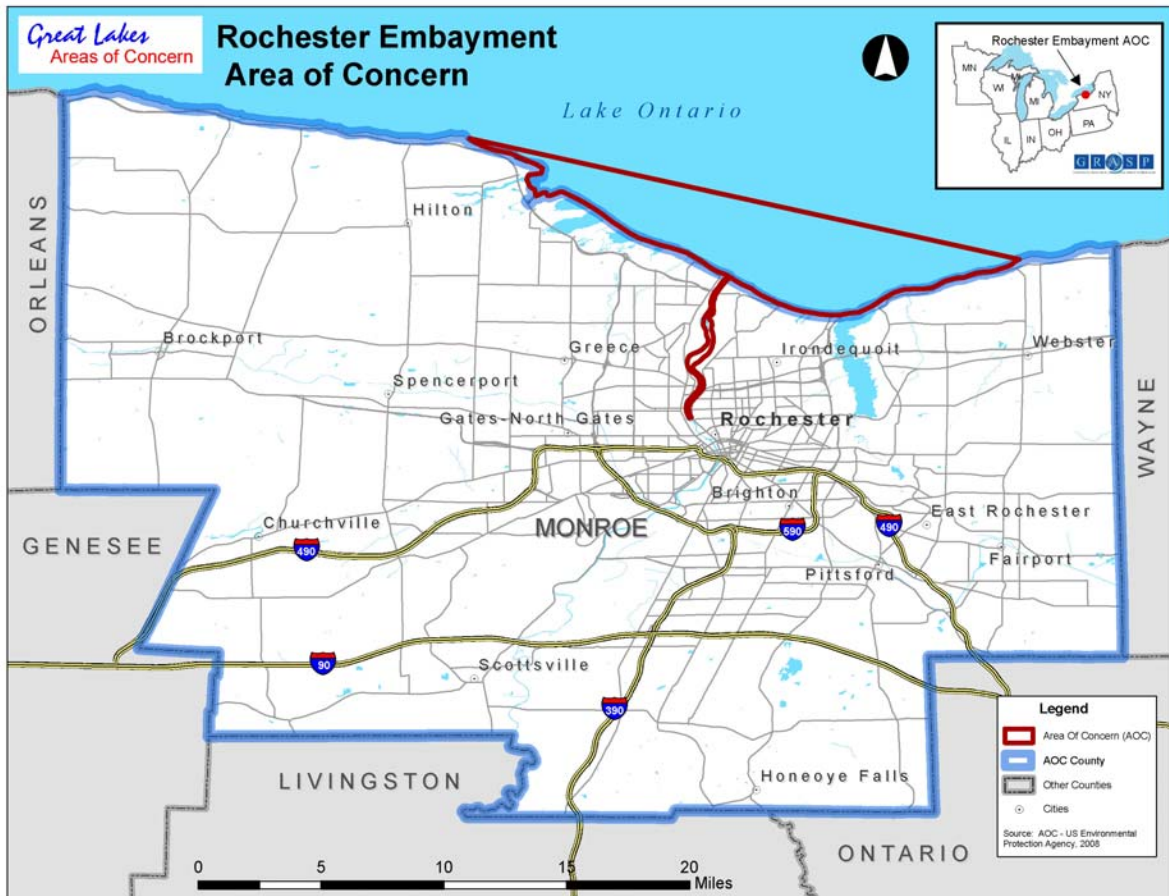 Great Lakes
Areas of Concern
Rochester Embayment
Area of Concern
Lake Ontario
Rochester Embayment AOC
MN
WI
MI
MI
NY
PA
IL
IN
OH
GRASP
ORLEANS
Hilton
Brockport
Greece
Irondequoit
Webster
Spencerport
Gates-North Gates
Rochester
WAYNE
Brighton
East Rochester
GENESEE
Churchville
MONROE
490
590
490
Fairport
Pittsford
90
Scottsville
390
LIVINGSTON
Honeoye Falls
ONTARIO
Legend
Area Of Concern (AOC)
AOC County
Other Counties
Cities
Source: AOC - US Environmental
Protection Agency, 2008
0 5 10 15 20
Miles